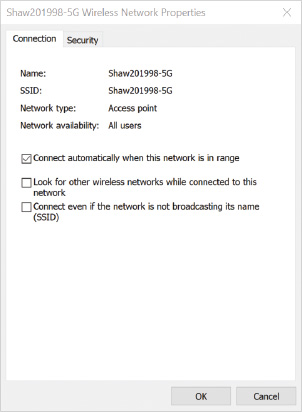 Shaw201998-5G Wireless Network Properties
Connection
Security
Name: Shaw201998-5G
SSID: Shaw201998-5G
Network type: Access point
Network availability: All users
Connect automatically when this network is in range
Look for other wireless networks while connected to this
network
Connect even if the network is not broadcasting its name
(SSID)
OK
Cancel